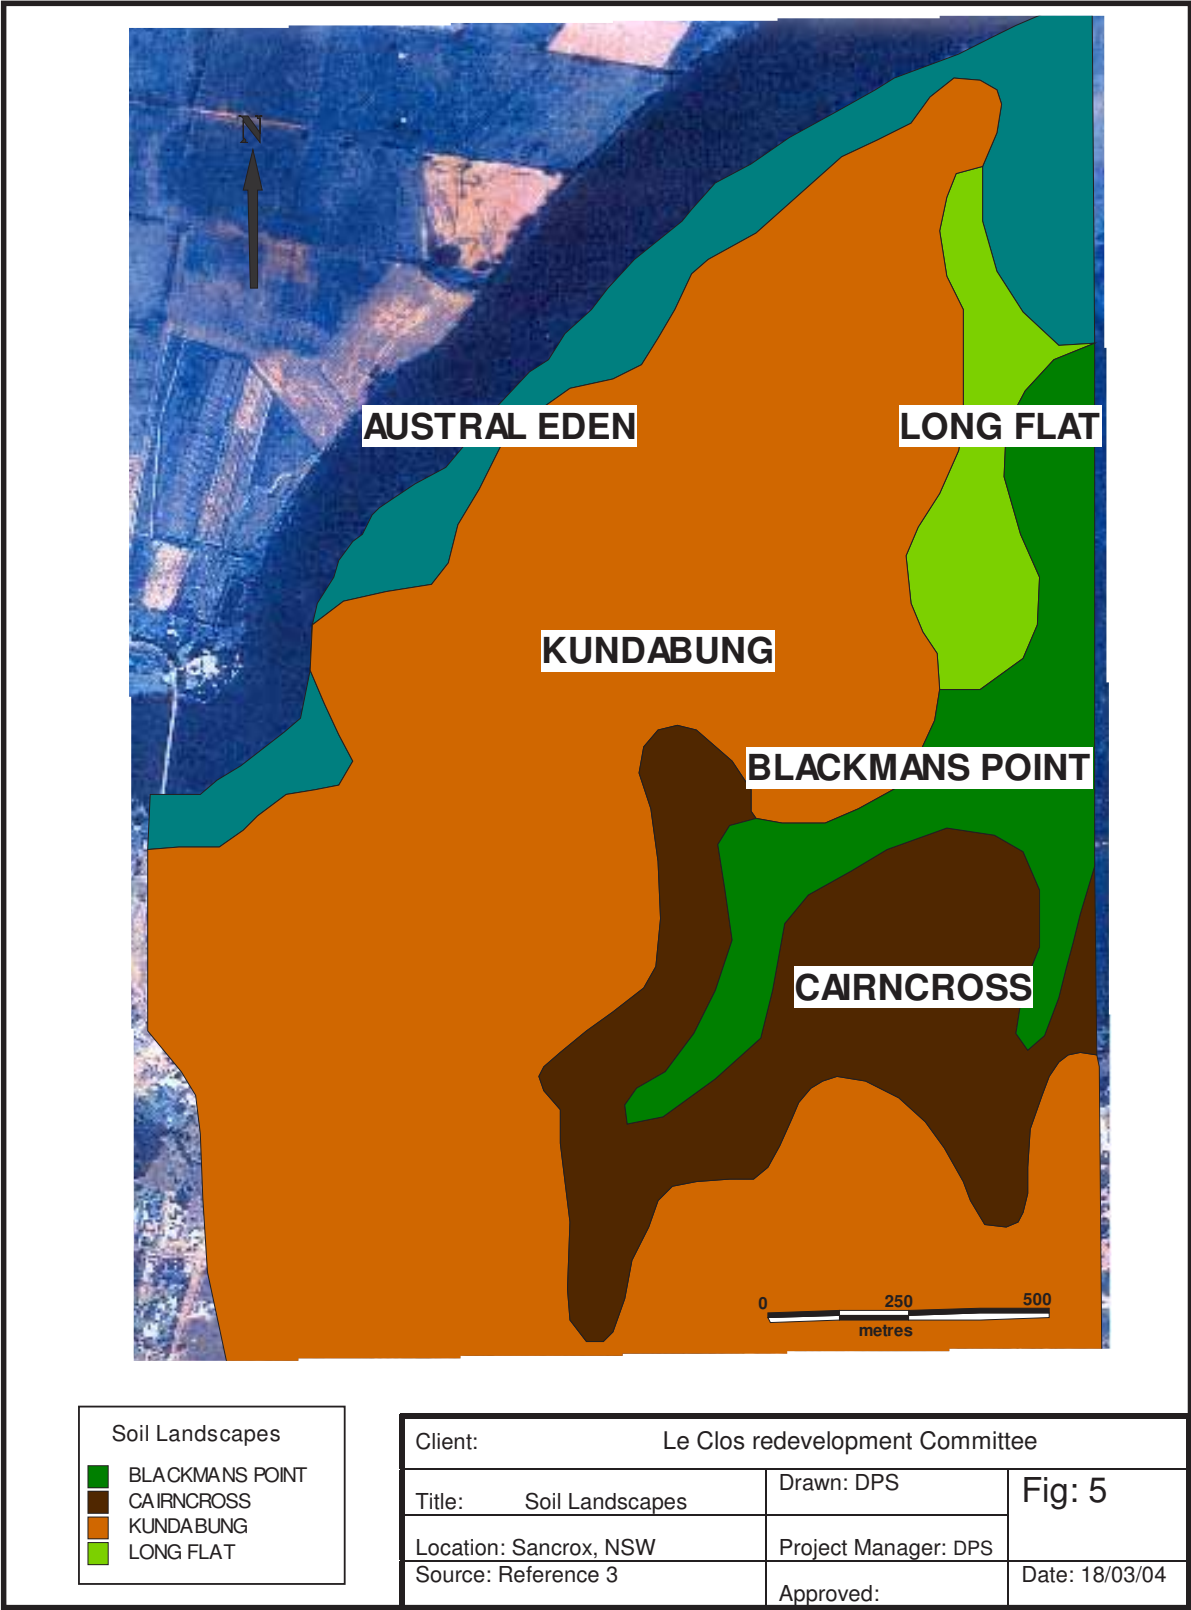 N
AUSTRAL EDEN
LONG FLAT
KUNDABUNG
BLACKMANS POINT
CAIRNCROSS
0 250 500
metres
Soil Landscapes
BLACKMANS POINT
CAIRNCROSS
KUNDABUNG
LONG FLAT
Client: Le Clos redevelopment Committee
Title: Soil Landscapes
Drawn: DPS
Fig: 5
Location: Sancrox, NSW
Project Manager: DPS
Source: Reference 3
Approved:
Date: 18/03/04